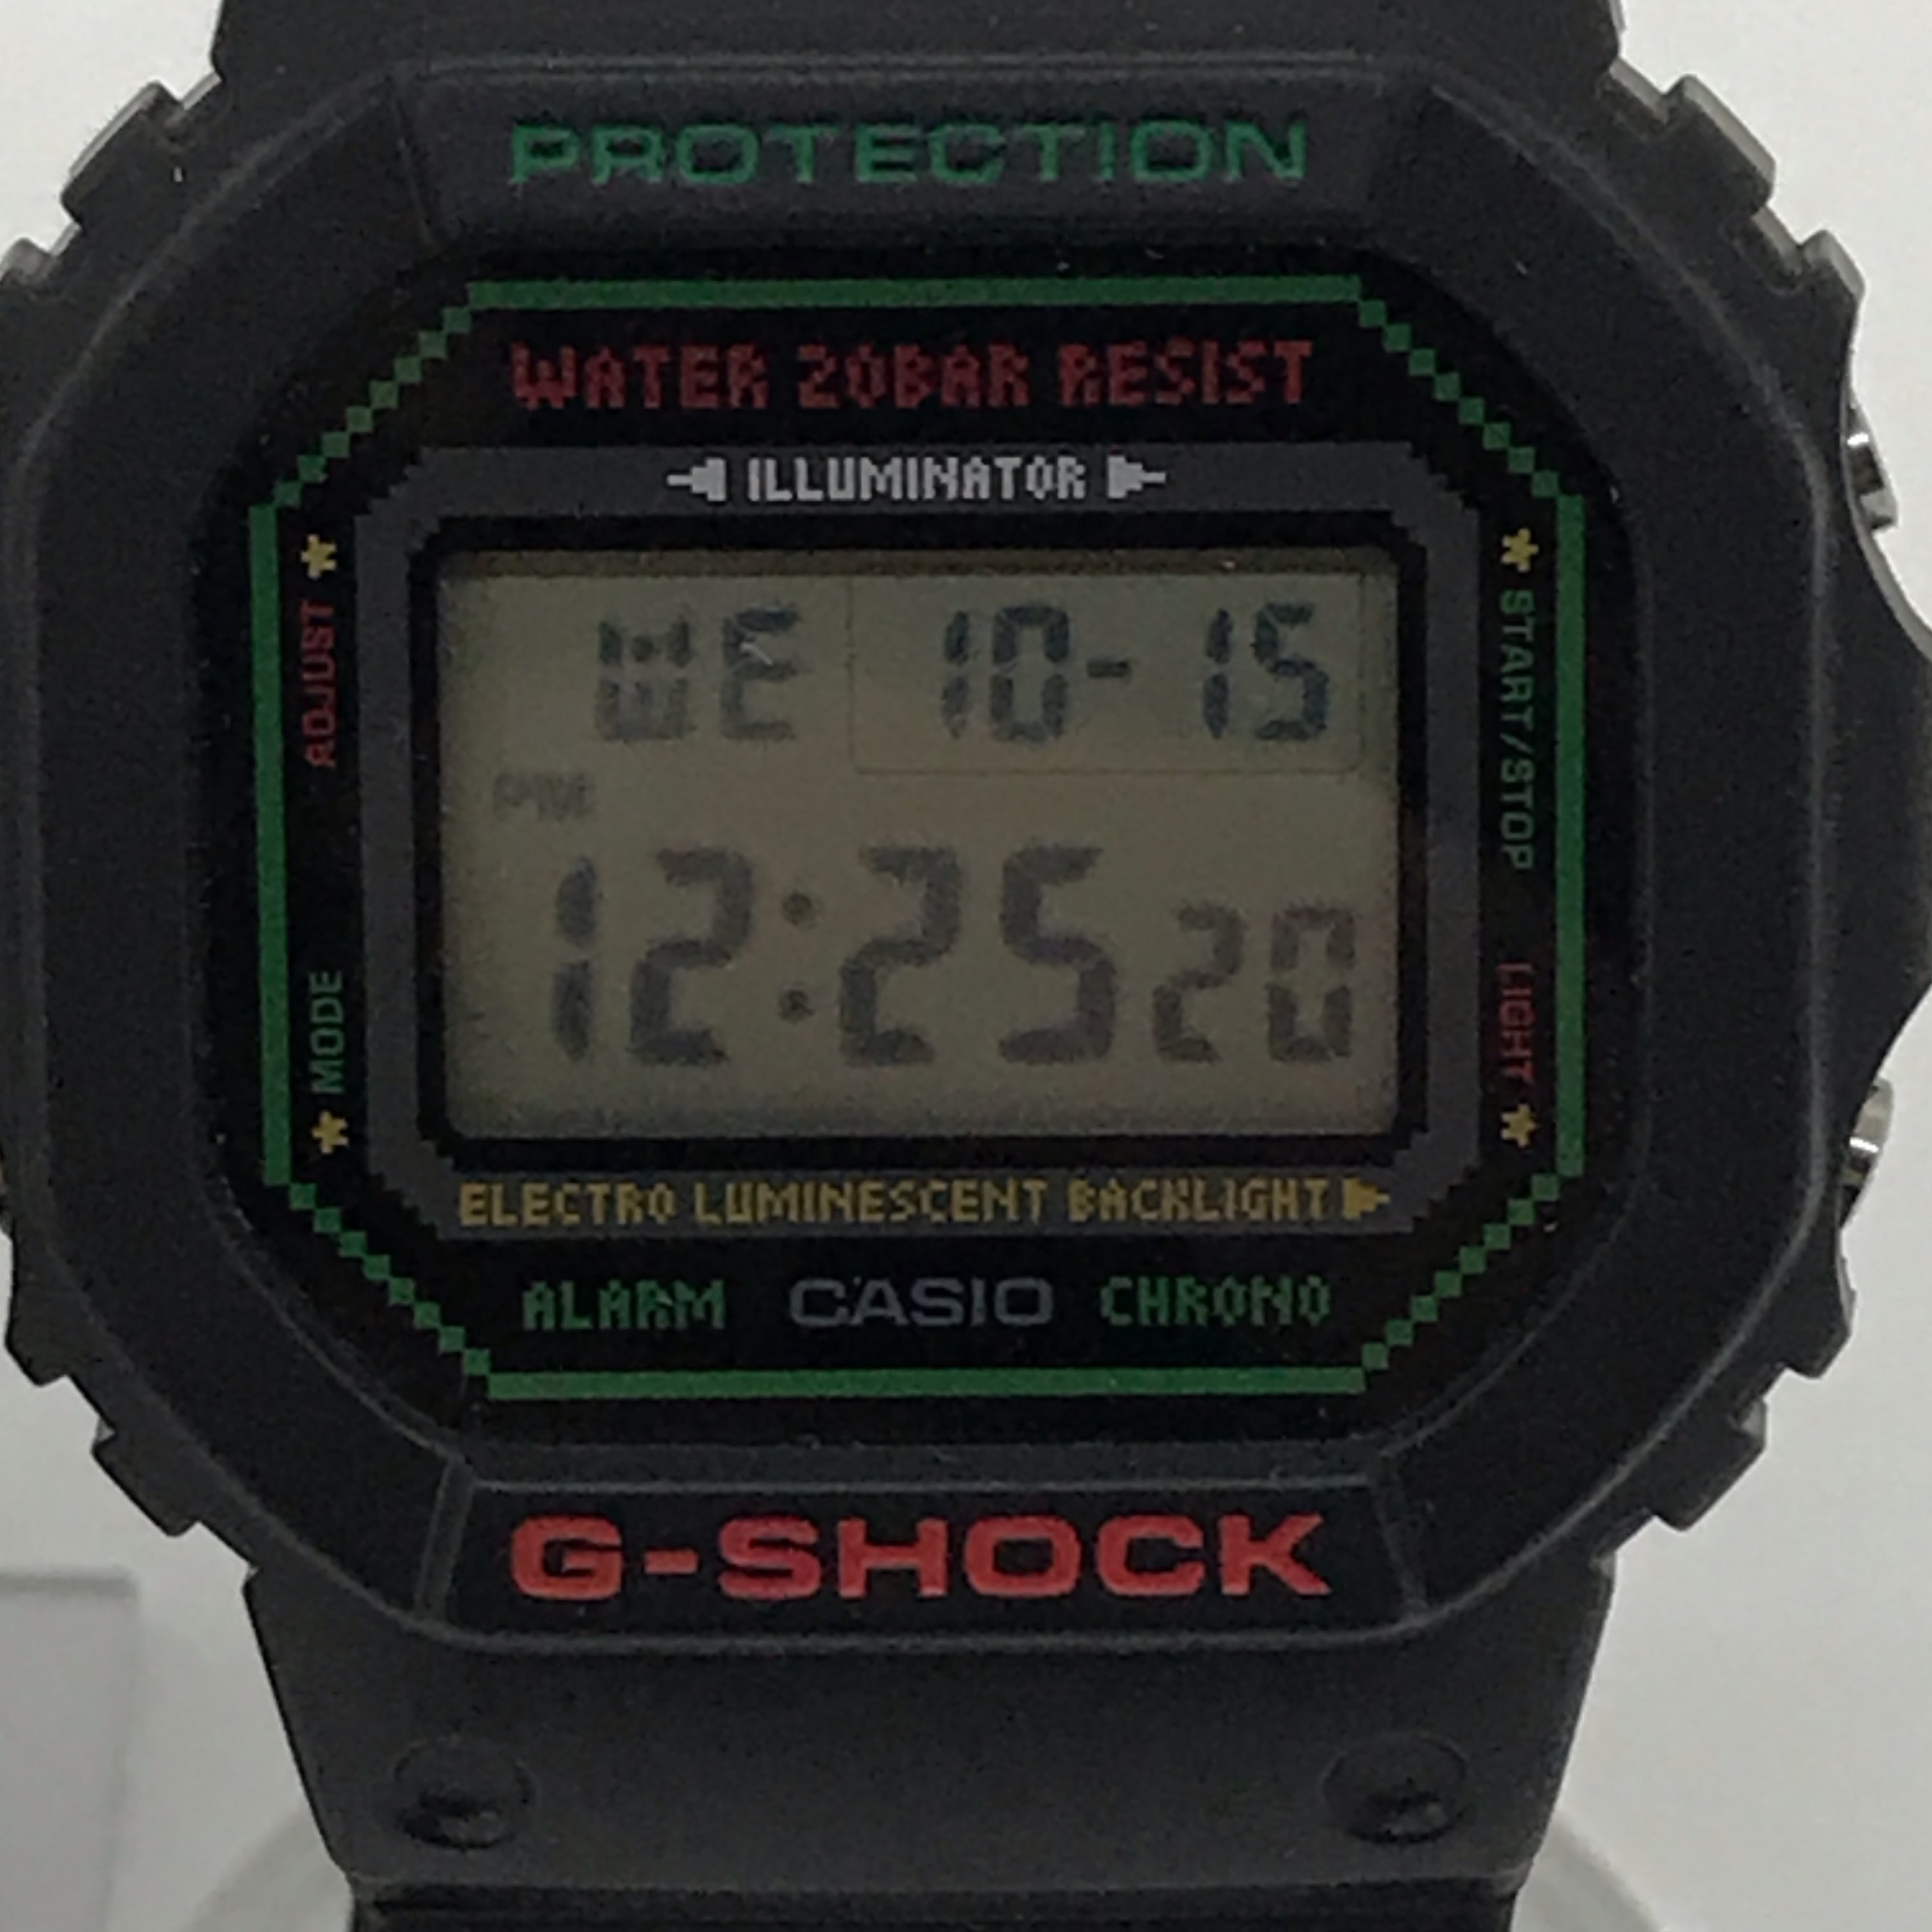 PROTECTION
WATER 20BAR RESIST
ILLUMINATOR
ADJUST
START/STOP
WE 10-15
PM
12:25 20
MODE
LIGHT
ELECTRO LUMINESCENT BACKLIGHT
ALARM CASIO CHRONO
G-SHOCK